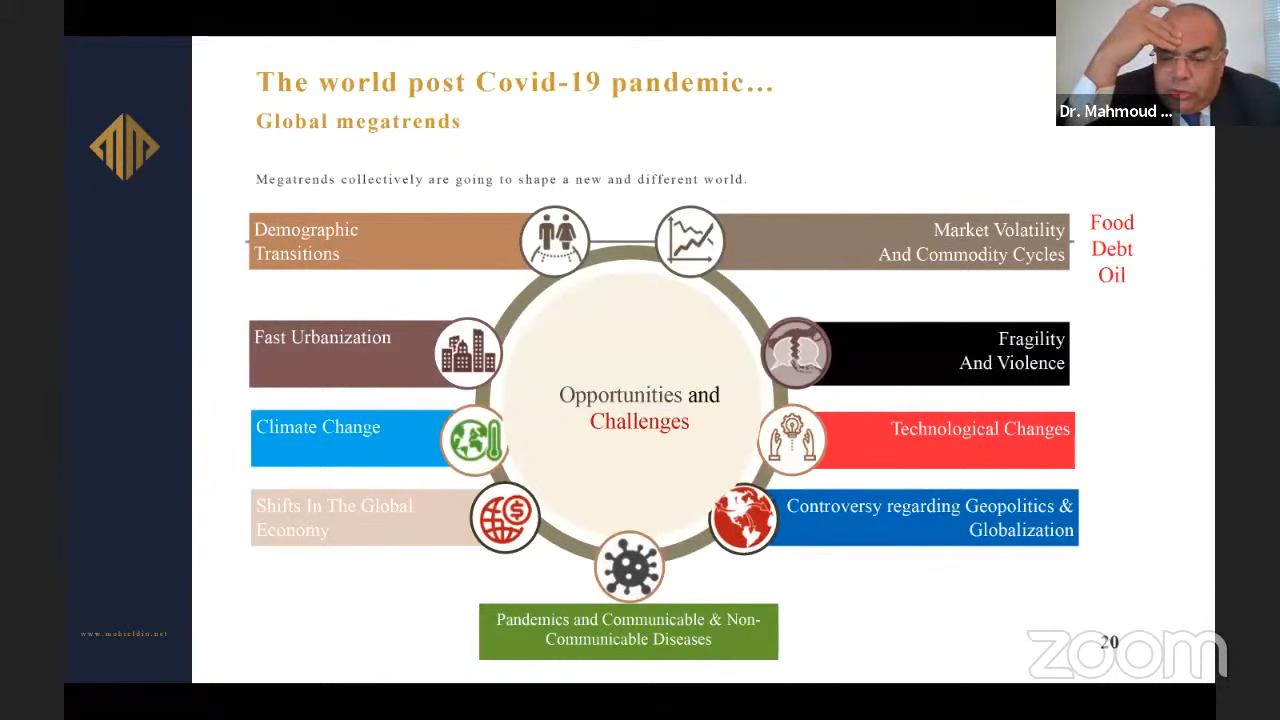 The world post Covid-19 pandemic...
Global megatrends
Dr. Mahmoud ...
Megatrends collectively are going to shape a new and different world.
Demographic
Transitions
Market Volatility
And Commodity Cycles
Food
Debt
Oil
Fast Urbanization
Fragility
And Violence
Opportunities and
Challenges
Climate Change
Technological Changes
Shifts In The Global
Economy
Controversy regarding Geopolitics &
Globalization
Pandemics and Communicable & Non-
Communicable Diseases
www.mohieldin.net
20
zoom